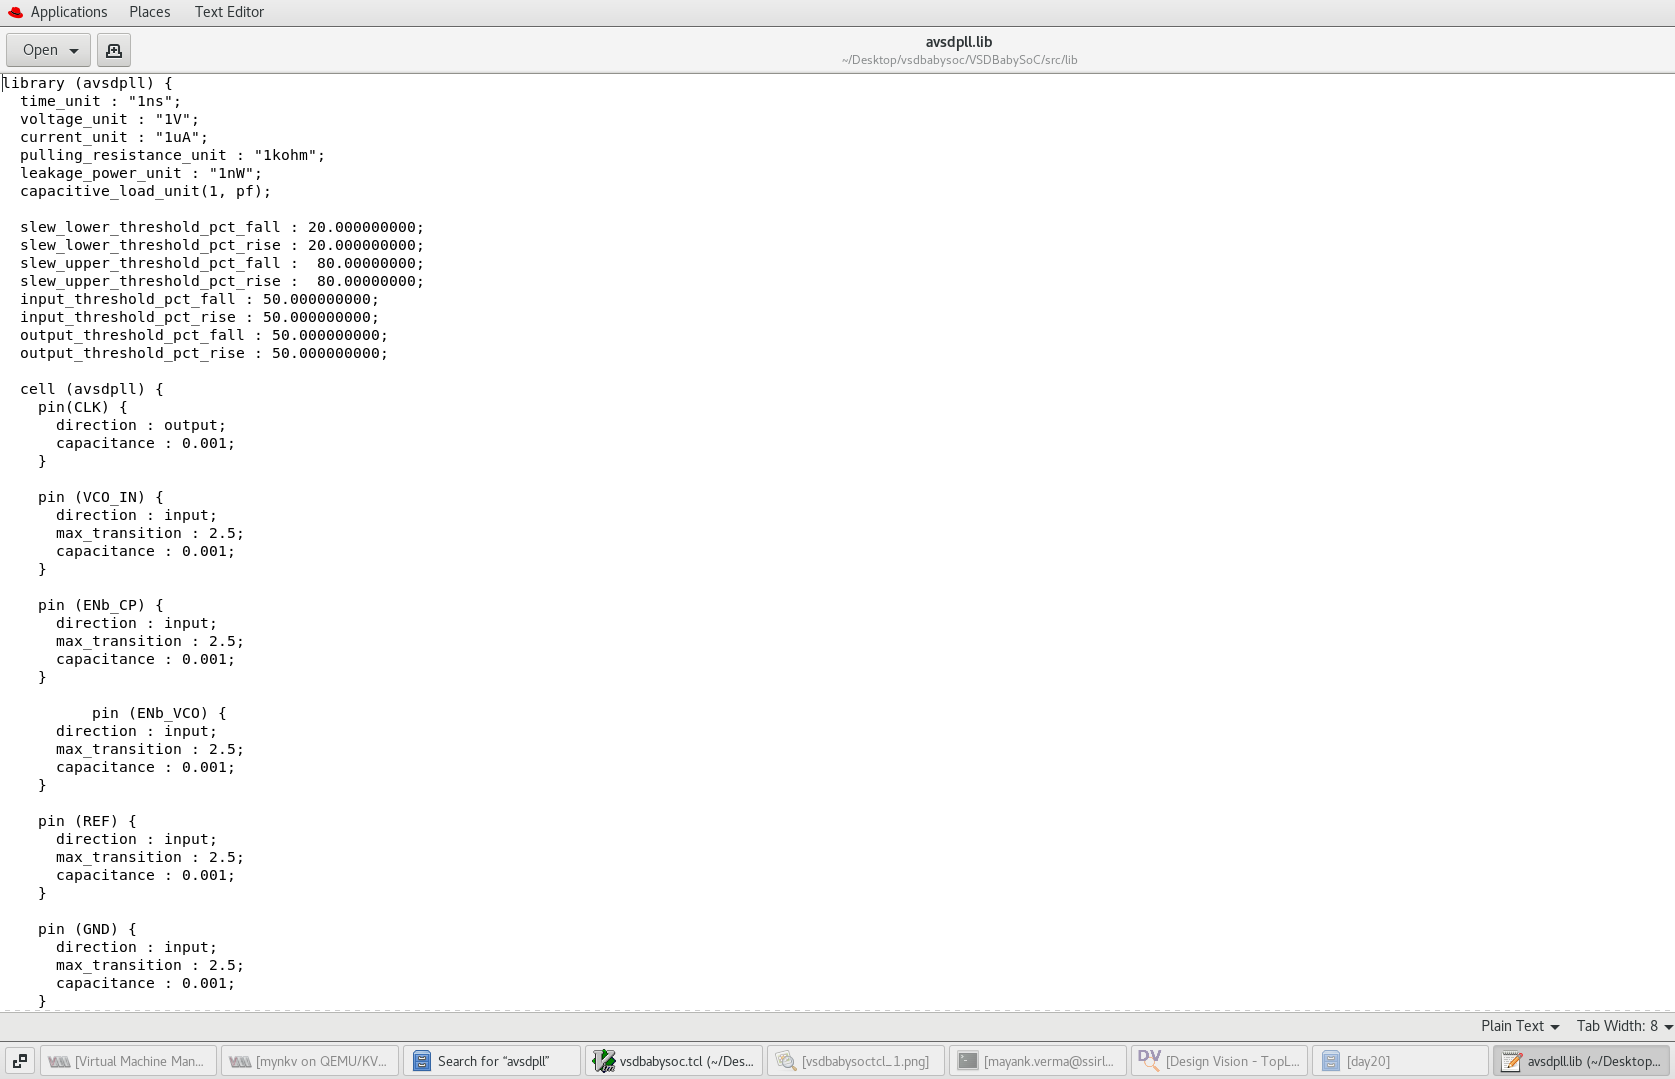 Applications Places Text Editor
Open
avsdpll.lib
~/Desktop/vsdbabysoc/VSDBabySoC/src/lib
library (avsdpll) {
  time_unit : "1ns";
  voltage_unit : "1V";
  current_unit : "1uA";
  pulling_resistance_unit : "1kohm";
  leakage_power_unit : "1nW";
  capacitive_load_unit(1, pf);

  slew_lower_threshold_pct_fall : 20.000000000;
  slew_lower_threshold_pct_rise : 20.000000000;
  slew_upper_threshold_pct_fall :  80.00000000;
  slew_upper_threshold_pct_rise :  80.00000000;
  input_threshold_pct_fall : 50.000000000;
  input_threshold_pct_rise : 50.000000000;
  output_threshold_pct_fall : 50.000000000;
  output_threshold_pct_rise : 50.000000000;

  cell (avsdpll) {
    pin(CLK) {
      direction : output;
      capacitance : 0.001;
    }

    pin (VCO_IN) {
      direction : input;
      max_transition : 2.5;
      capacitance : 0.001;
    }

    pin (ENb_CP) {
      direction : input;
      max_transition : 2.5;
      capacitance : 0.001;
    }

          pin (ENb_VCO) {
      direction : input;
      max_transition : 2.5;
      capacitance : 0.001;
    }

    pin (REF) {
      direction : input;
      max_transition : 2.5;
      capacitance : 0.001;
    }

    pin (GND) {
      direction : input;
      max_transition : 2.5;
      capacitance : 0.001;
    }
Plain Text Tab Width: 8
[Virtual Machine Man... [mynkv on QEMU/KV... Search for “avsdpll” vsdbabysoc.tcl (~/Des... [vsdbabysoctcl_1.png] [mayank.verma@ssirl... DV [Design Vision - TopL... [day20] avsdpll.lib (~/Desktop...